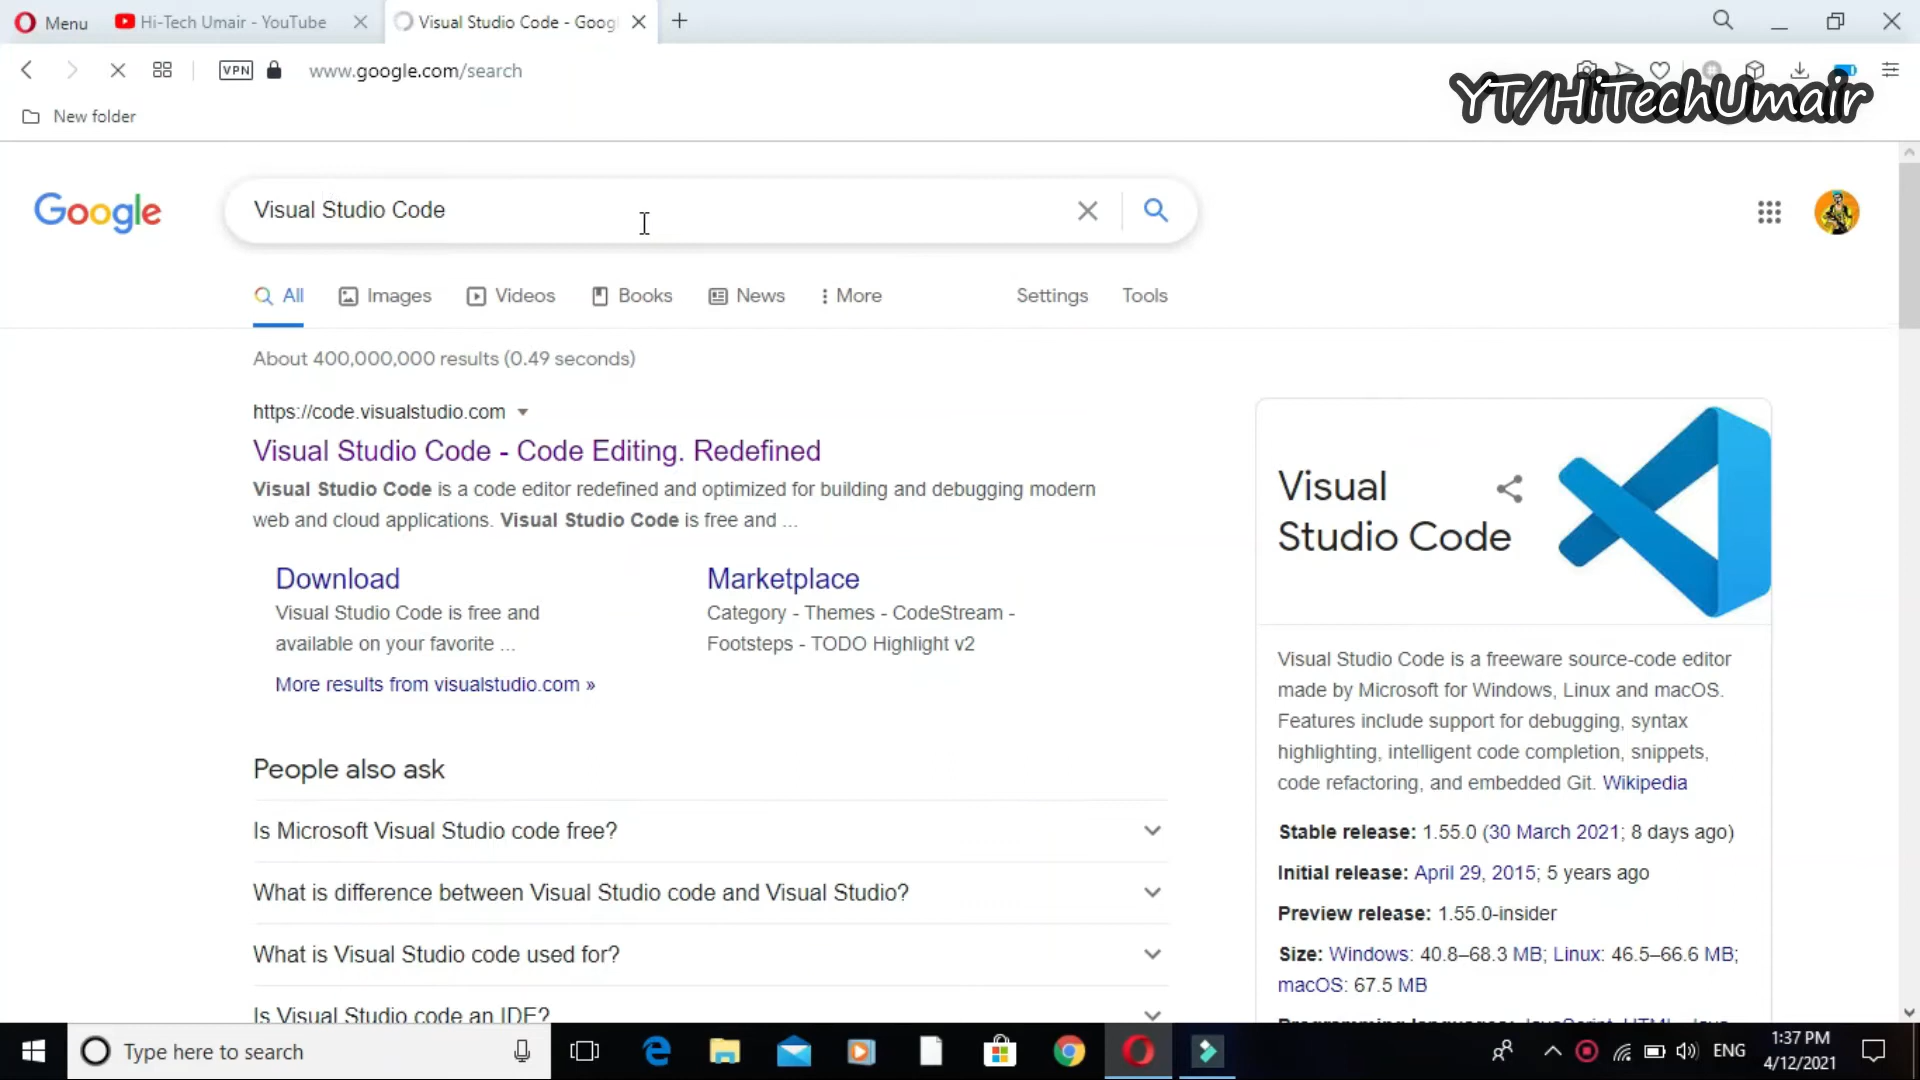 Menu
Hi-Tech Umair - YouTube
Visual Studio Code - Goog
VPN
www.google.com/search
YT/HiTechUmair
New folder
Google
Visual Studio Code
All
Images
Videos
Books
News
More
Settings
Tools
About 400,000,000 results (0.49 seconds)
https://code.visualstudio.com
Visual Studio Code - Code Editing. Redefined
Visual Studio Code is a code editor redefined and optimized for building and debugging modern
web and cloud applications. Visual Studio Code is free and ...
Download
Visual Studio Code is free and
available on your favorite ...
Marketplace
Category - Themes - CodeStream -
Footsteps - TODO Highlight v2
More results from visualstudio.com »
People also ask
Is Microsoft Visual Studio code free?
What is difference between Visual Studio code and Visual Studio?
What is Visual Studio code used for?
Is Visual Studio code an IDE?
Visual
Studio Code
Visual Studio Code is a freeware source-code editor
made by Microsoft for Windows, Linux and macOS.
Features include support for debugging, syntax
highlighting, intelligent code completion, snippets,
code refactoring, and embedded Git. Wikipedia
Stable release: 1.55.0 (30 March 2021; 8 days ago)
Initial release: April 29, 2015; 5 years ago
Preview release: 1.55.0-insider
Size: Windows: 40.8–68.3 MB; Linux: 46.5–66.6 MB;
macOS: 67.5 MB
Programming languages: JavaScript, HTML, Java
Type here to search
ENG
1:37 PM
4/12/2021